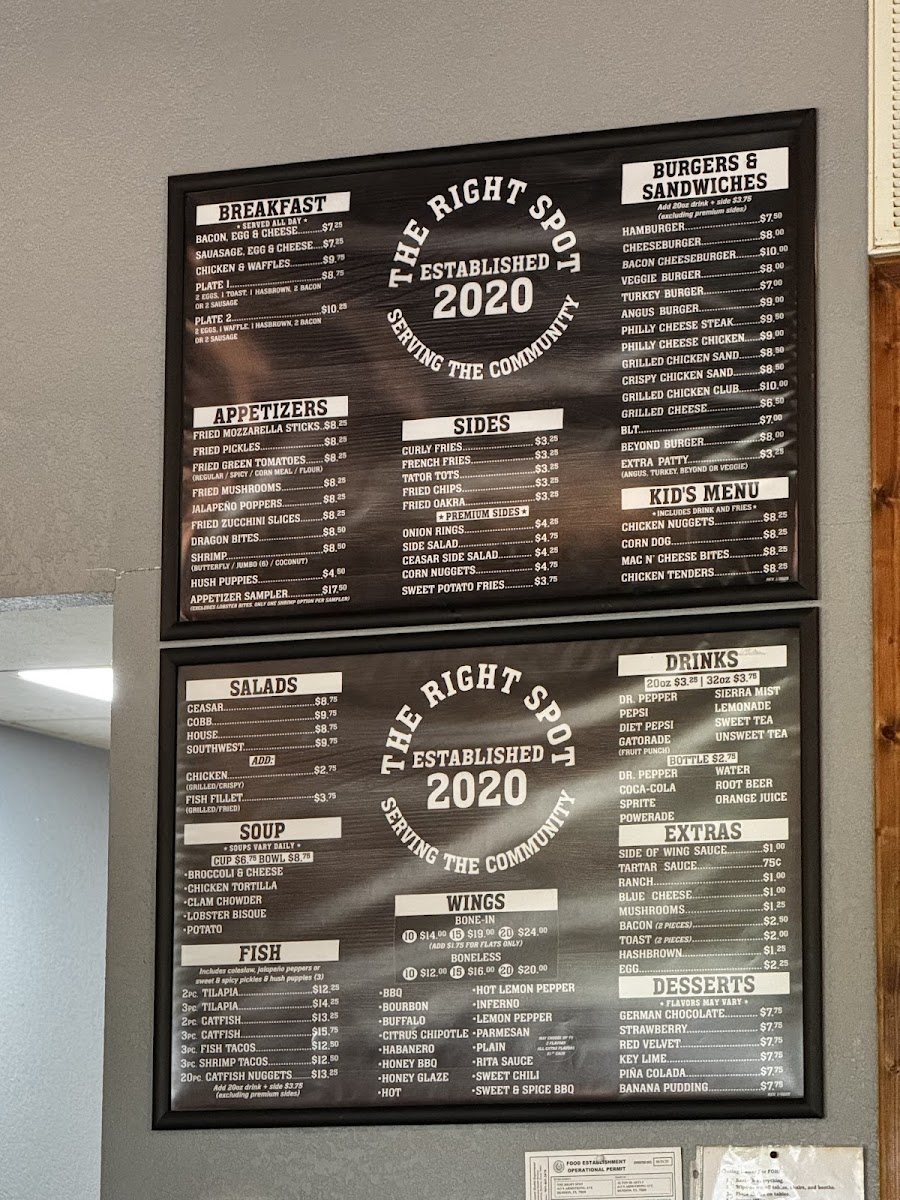 BREAKFAST
* SERVED ALL DAY *
BACON, EGG & CHEESE........$7.25
SAUASAGE, EGG & CHEESE....$7.25
CHICKEN & WAFFLES..........$9.75
PLATE 1..........$8.75
2 EGGS, 1 TOAST, 1 HASBROWN, 2 BACON
OR 2 SAUSAGE
PLATE 2..........$10.25
2 EGGS, 1 WAFFLE, 1 HASBROWN, 2 BACON
OR 2 SAUSAGE
APPETIZERS
FRIED MOZZARELLA STICKS..$8.25
FRIED PICKLES..........$8.25
FRIED GREEN TOMATOES..........$8.25
(REGULAR / SPICY / CORN MEAL / FLOUR)
FRIED MUSHROOMS..........$8.25
JALAPEÑO POPPERS..........$8.25
FRIED ZUCCHINI SLICES..........$8.25
DRAGON BITES..........$8.50
SHRIMP..........$8.50
(BUTTERFLY / JUMBO (6) / COCONUT)
HUSH PUPPIES..........$4.50
APPETIZER SAMPLER..........$17.50
(EXCLUDES LOBSTER BITES. ONLY ONE SHRIMP OPTION PER SAMPLER)
THE RIGHT SPOT
ESTABLISHED
2020
SERVING THE COMMUNITY
SIDES
CURLY FRIES..........$3.25
FRENCH FRIES..........$3.25
TATOR TOTS..........$3.25
FRIED CHIPS..........$3.25
FRIED OAKRA..........$3.25
★ PREMIUM SIDES ★
ONION RINGS..........$4.25
SIDE SALAD..........$4.75
CEASAR SIDE SALAD..........$4.25
CORN NUGGETS..........$4.75
SWEET POTATO FRIES..........$3.75
BURGERS &
SANDWICHES
Add 20oz drink + side $3.75
(excluding premium sides)
HAMBURGER..........$7.50
CHEESEBURGER..........$8.00
BACON CHEESEBURGER..........$10.00
VEGGIE BURGER..........$8.00
TURKEY BURGER..........$7.00
ANGUS BURGER..........$9.00
PHILLY CHEESE STEAK..........$9.50
PHILLY CHEESE CHICKEN..........$9.00
GRILLED CHICKEN SAND..........$8.50
CRISPY CHICKEN SAND..........$8.50
GRILLED CHICKEN CLUB..........$10.00
GRILLED CHEESE..........$6.50
BLT..........$7.00
BEYOND BURGER..........$8.00
EXTRA PATTY..........$3.25
(ANGUS, TURKEY, BEYOND OR VEGGIE)
KID'S MENU
* INCLUDES DRINK AND FRIES *
CHICKEN NUGGETS..........$8.25
CORN DOG..........$8.25
MAC N' CHEESE BITES..........$8.25
CHICKEN TENDERS..........$8.25
SALADS
CEASAR..........$8.75
COBB..........$9.75
HOUSE..........$8.75
SOUTHWEST..........$9.75
ADD:
CHICKEN..........$2.75
(GRILLED/CRISPY)
FISH FILLET..........$3.75
(GRILLED/FRIED)
SOUP
* SOUPS VARY DAILY *
CUP $6.75 BOWL $8.75
•BROCCOLI & CHEESE
•CHICKEN TORTILLA
•CLAM CHOWDER
•LOBSTER BISQUE
•POTATO
FISH
Includes coleslaw, jalapeño peppers or
sweet & spicy pickles & hush puppies (3)
2PC. TILAPIA..........$12.25
3PC. TILAPIA..........$14.25
2PC. CATFISH..........$13.25
3PC. CATFISH..........$15.75
3PC. FISH TACOS..........$12.50
3PC. SHRIMP TACOS..........$12.50
20PC. CATFISH NUGGETS..........$13.25
Add 20oz drink + side $3.75
(excluding premium sides)
THE RIGHT SPOT
ESTABLISHED
2020
SERVING THE COMMUNITY
WINGS
BONE-IN
10 $14.00 15 $19.00 20 $24.00
(ADD $1.75 FOR FLATS ONLY)
BONELESS
10 $12.00 15 $16.00 20 $20.00
•BBQ
•BOURBON
•BUFFALO
•CITRUS CHIPOTLE
•HABANERO
•HONEY BBQ
•HONEY GLAZE
•HOT
•HOT LEMON PEPPER
•INFERNO
•LEMON PEPPER
•PARMESAN
•PLAIN
•RITA SAUCE
•SWEET CHILI
•SWEET & SPICE BBQ
DRINKS
20oz $3.25 | 32oz $3.75
DR. PEPPER
PEPSI
DIET PEPSI
GATORADE
(FRUIT PUNCH)
SIERRA MIST
LEMONADE
SWEET TEA
UNSWEET TEA
BOTTLE $2.75
DR. PEPPER
COCA-COLA
SPRITE
POWERADE
WATER
ROOT BEER
ORANGE JUICE
EXTRAS
SIDE OF WING SAUCE..........$1.00
TARTAR SAUCE..........75¢
RANCH..........$1.00
BLUE CHEESE..........$1.00
MUSHROOMS..........$1.25
BACON (2 PIECES)..........$2.50
TOAST (2 PIECES)..........$2.00
HASHBROWN..........$1.25
EGG..........$2.25
DESSERTS
* FLAVORS MAY VARY *
GERMAN CHOCOLATE..........$7.75
STRAWBERRY..........$7.75
RED VELVET..........$7.75
KEY LIME..........$7.75
PIÑA COLADA..........$7.75
BANANA PUDDING..........$7.75
FOOD ESTABLISHMENT
OPERATIONAL PERMIT